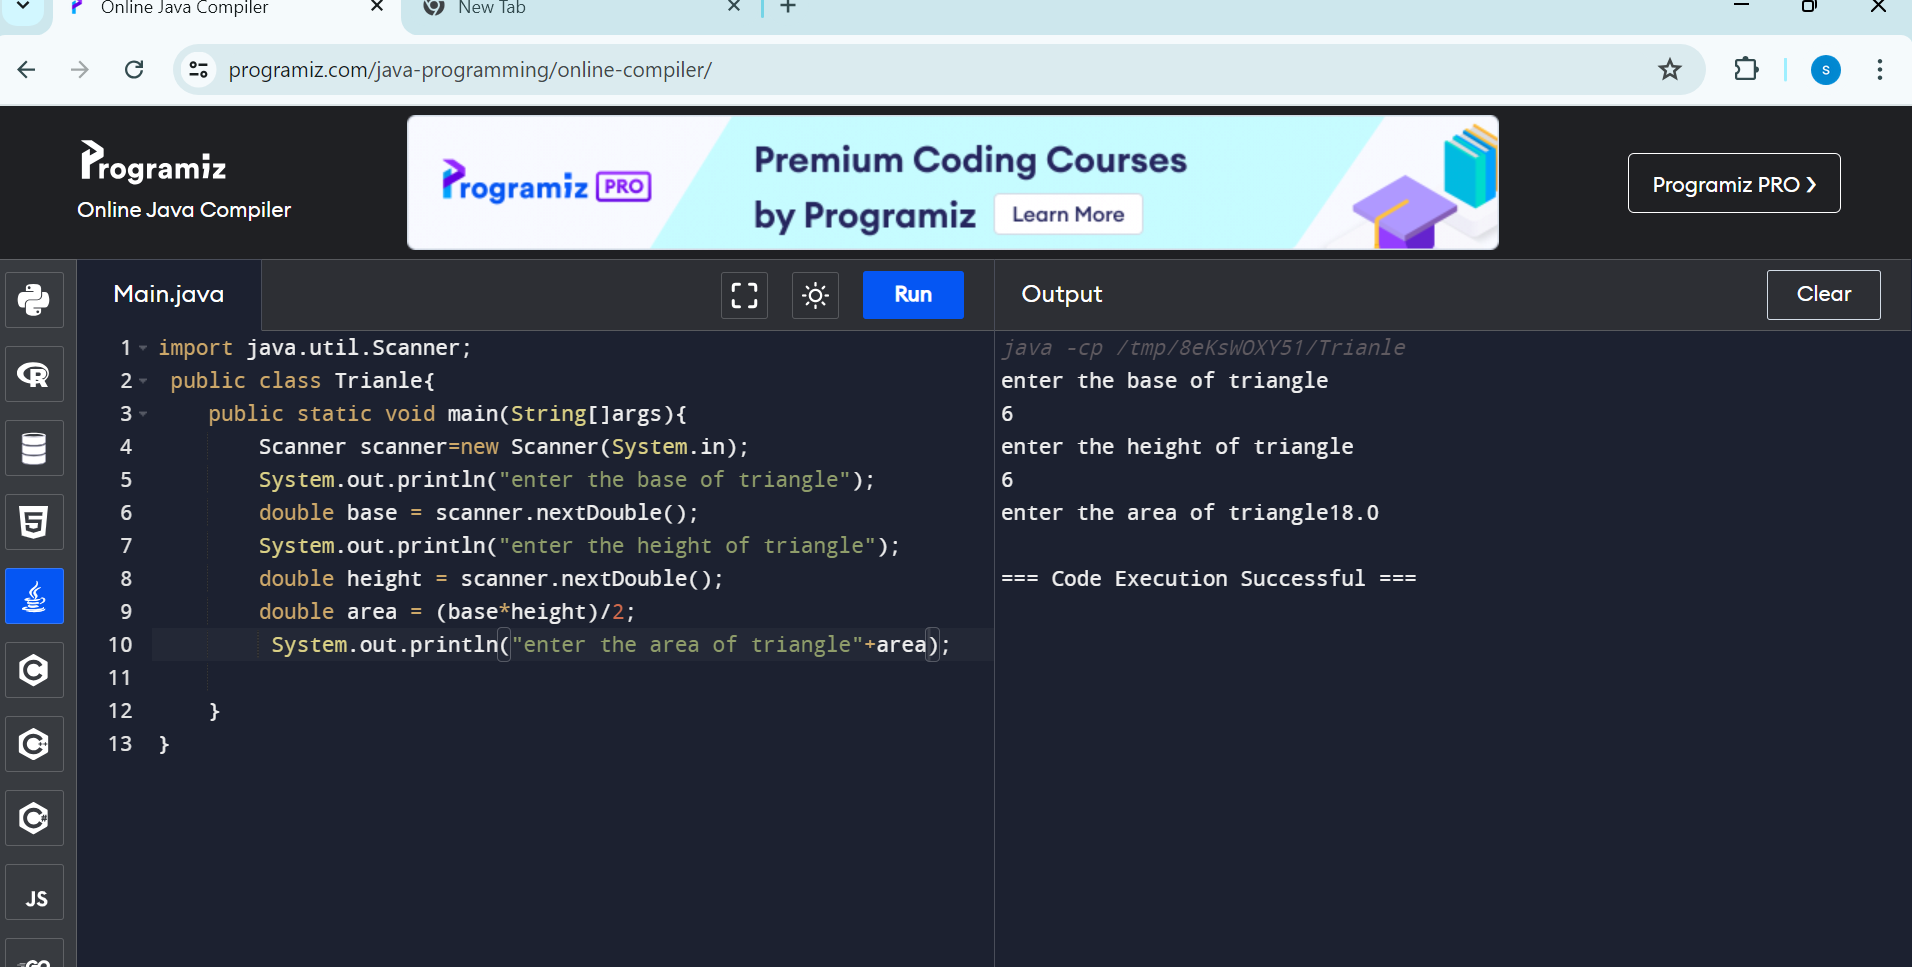 Online Java Compiler
New Tab
programiz.com/java-programming/online-compiler/
s
Programiz
Online Java Compiler
Programiz PRO
Premium Coding Courses
by Programiz
Learn More
Programiz PRO ❯
Main.java
Run
Output
Clear
1 import java.util.Scanner;
2 public class Trianle{
3 public static void main(String[]args){
4 Scanner scanner=new Scanner(System.in);
5 System.out.println("enter the base of triangle");
6 double base = scanner.nextDouble();
7 System.out.println("enter the height of triangle");
8 double height = scanner.nextDouble();
9 double area = (base*height)/2;
10 System.out.println("enter the area of triangle"+area);
11
12 }
13 }
java -cp /tmp/8eKsWOXY51/Trianle
enter the base of triangle
6
enter the height of triangle
6
enter the area of triangle18.0
=== Code Execution Successful ===
R
5
C
C++
C#
JS
GO